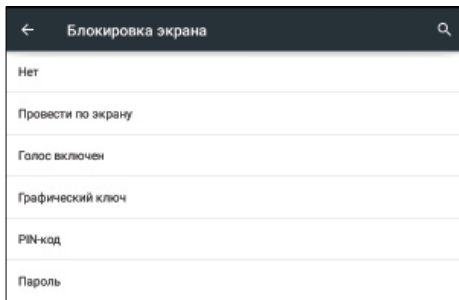 Блокировка экрана
Нет
Провести по экрану
Голос включен
Графический ключ
PIN-код
Пароль